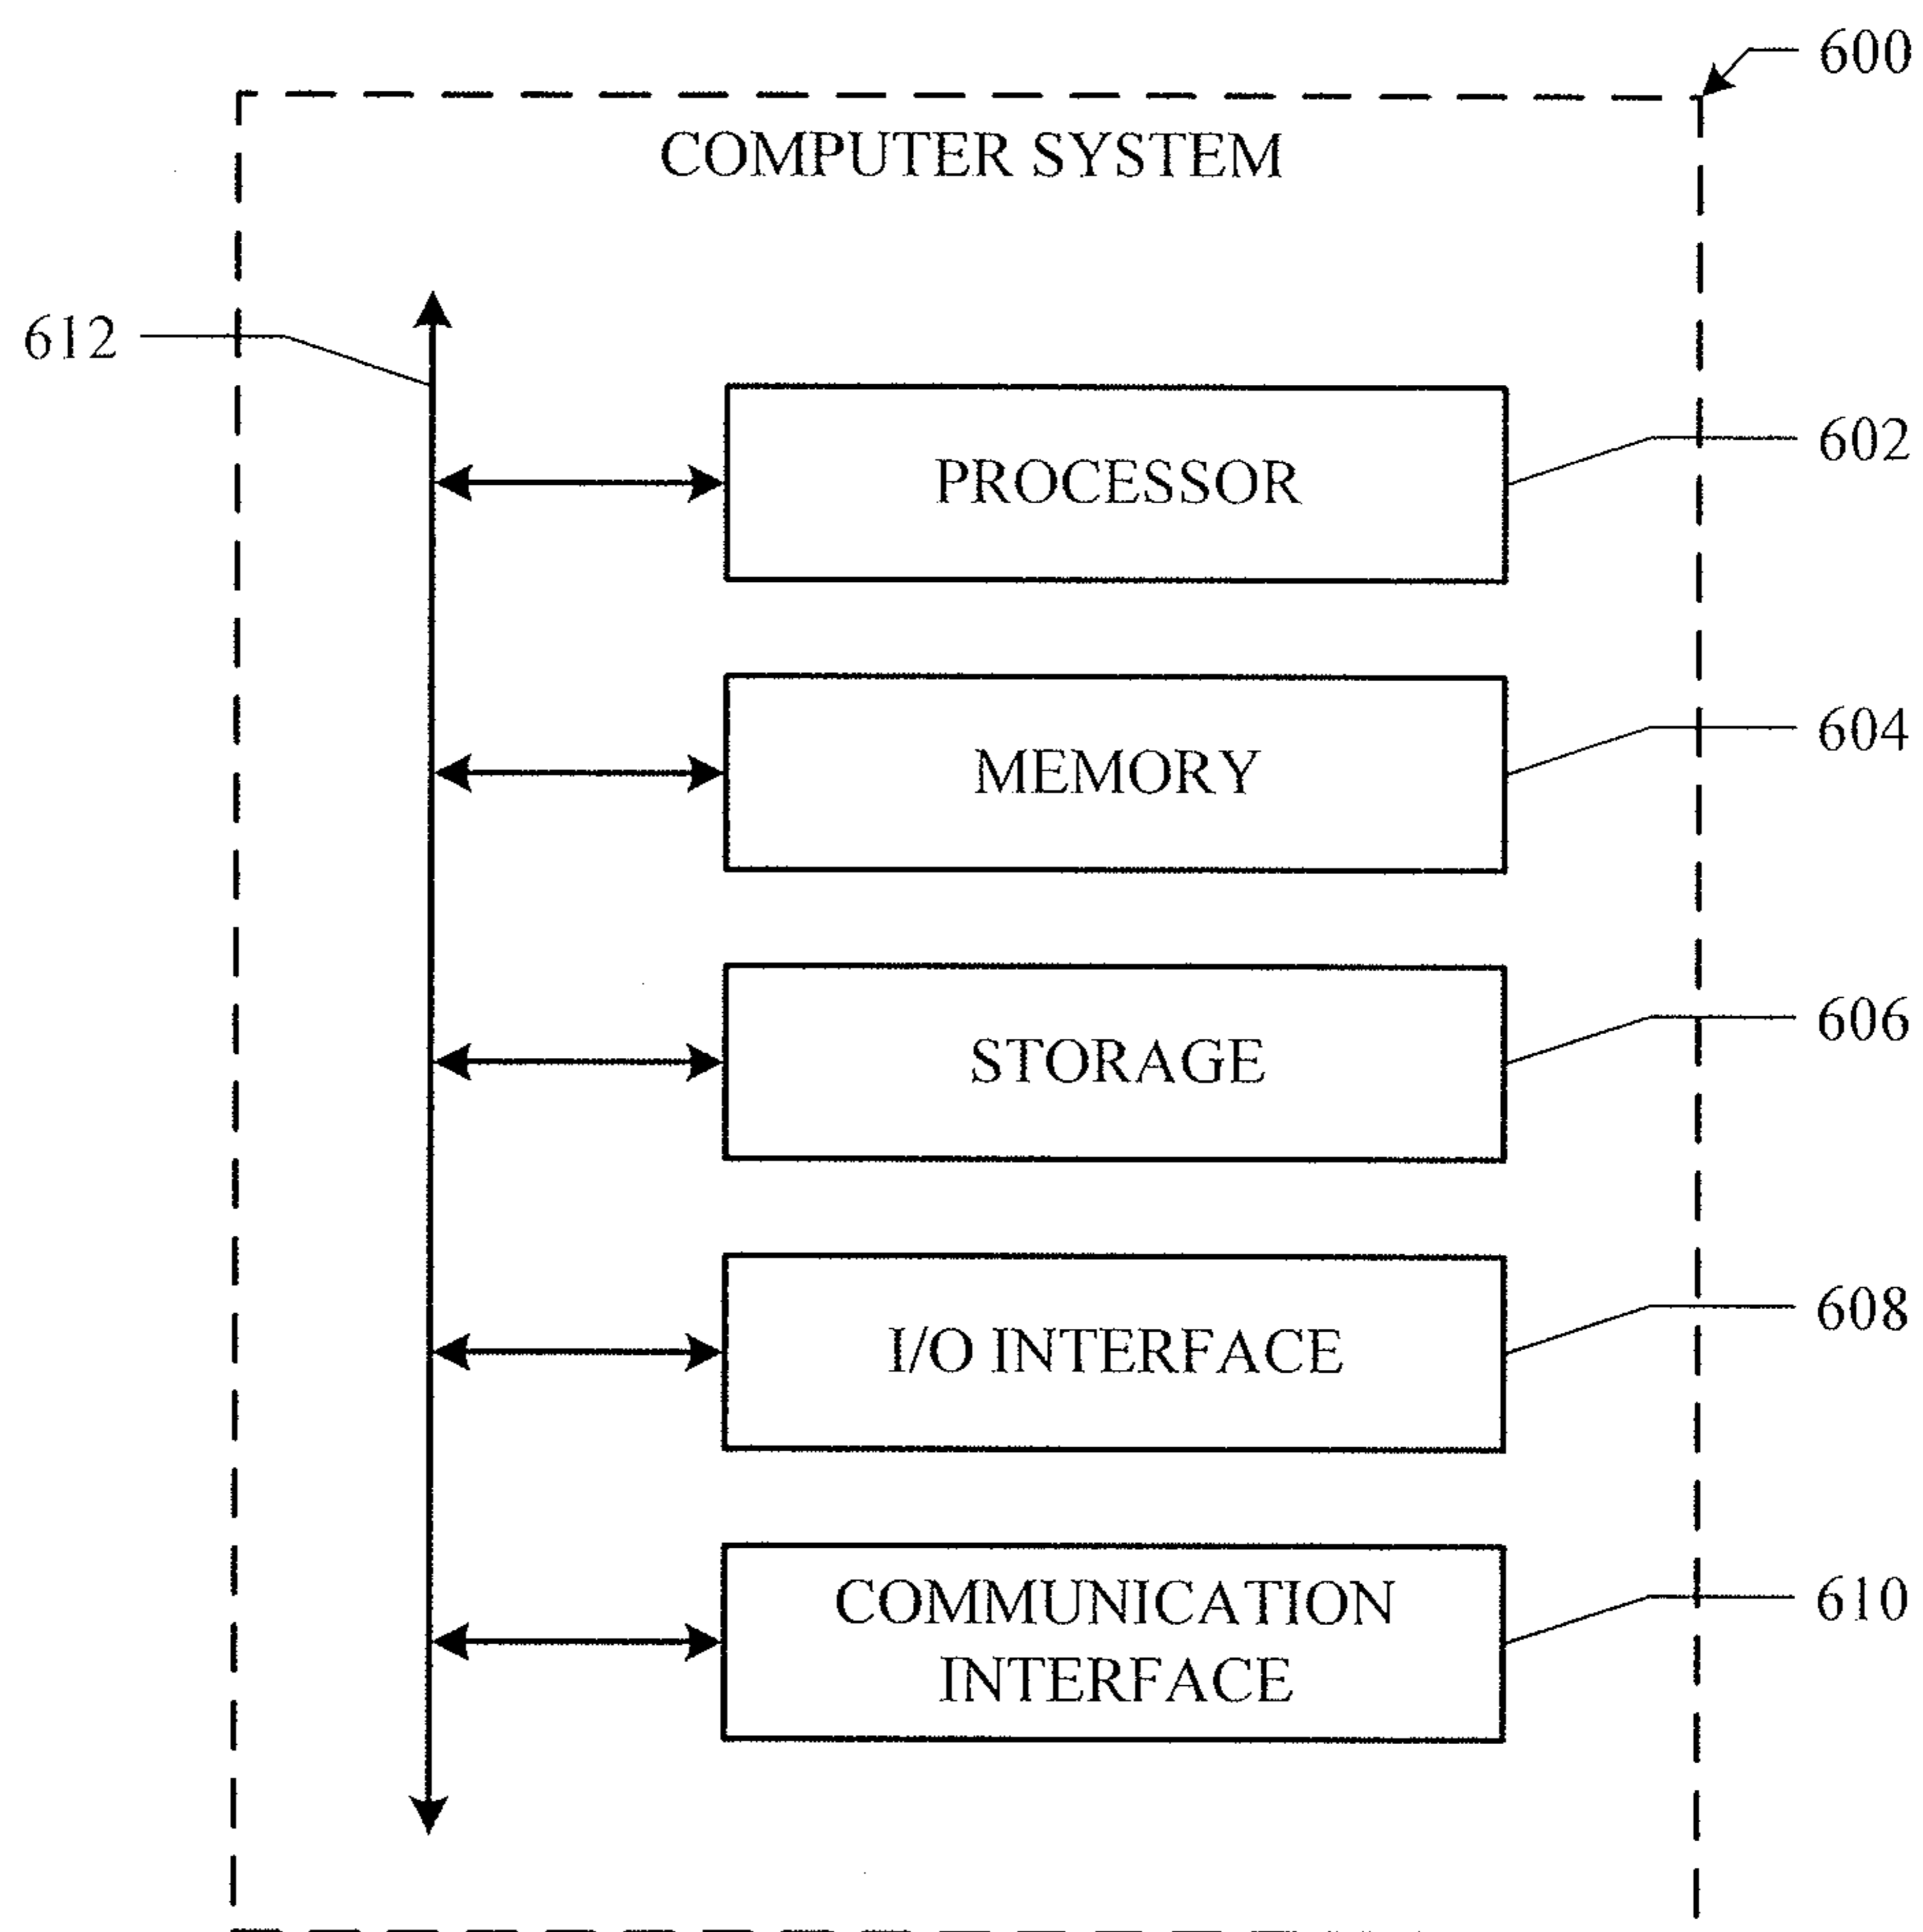 600
COMPUTER SYSTEM
612
PROCESSOR
602
MEMORY
604
STORAGE
606
I/O INTERFACE
608
COMMUNICATION
INTERFACE
610